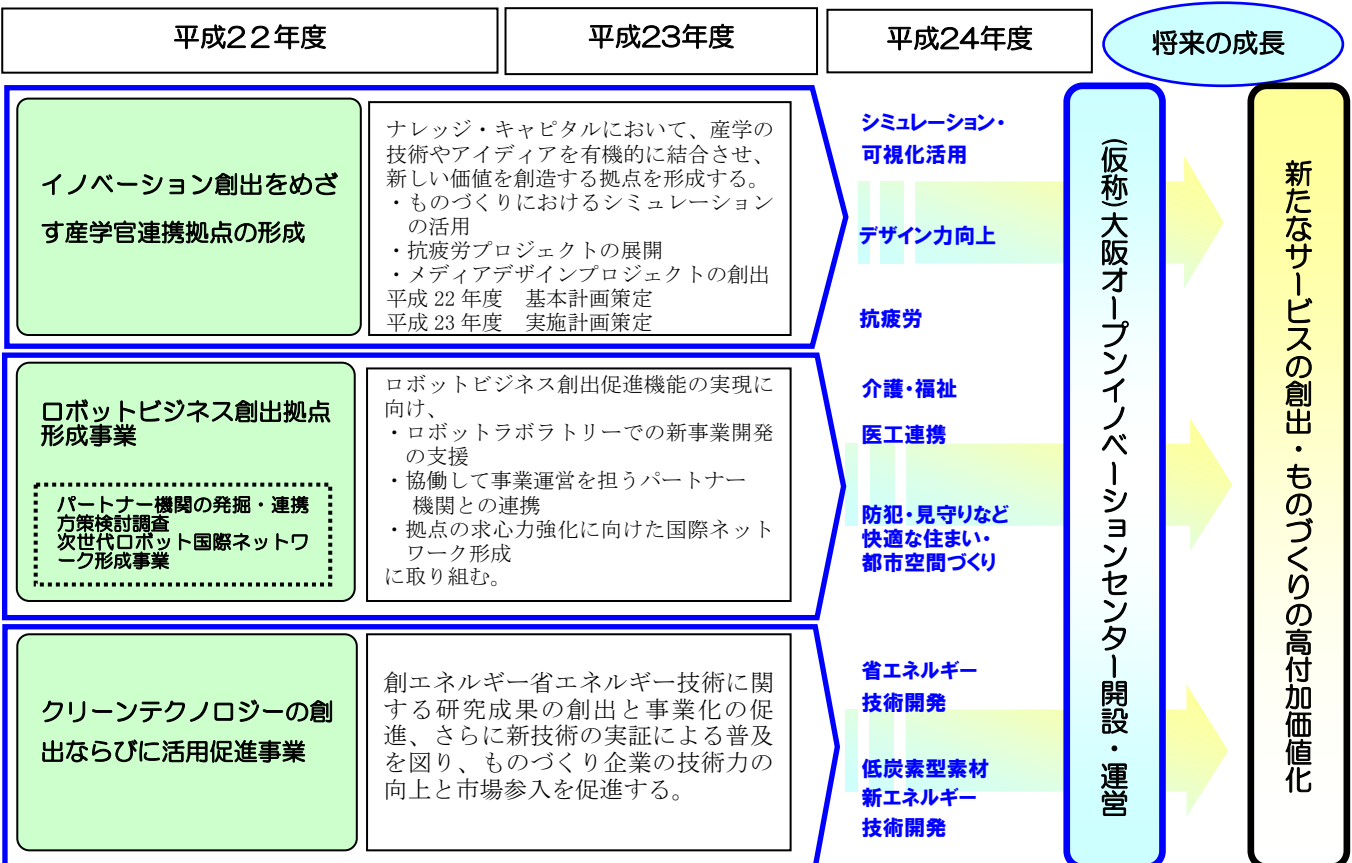 平成22年度
平成23年度
平成24年度
将来の成長
イノベーション創出をめざ
す産学官連携拠点の形成
ナレッジ・キャピタルにおいて、産学の
技術やアイディアを有機的に結合させ、
新しい価値を創造する拠点を形成する。
・ものづくりにおけるシミュレーション
の活用
・抗疲労プロジェクトの展開
・メディアデザインプロジェクトの創出
平成 22 年度　基本計画策定
平成 23 年度　実施計画策定
シミュレーション・
可視化活用
デザイン力向上
抗疲労
ロボットビジネス創出拠点
形成事業
パートナー機関の発掘・連携
方策検討調査
次世代ロボット国際ネットワ
ーク形成事業
ロボットビジネス創出促進機能の実現に
向け、
・ロボットラボラトリーでの新事業開発
の支援
・協働して事業運営を担うパートナー
機関との連携
・拠点の求心力強化に向けた国際ネット
ワーク形成
に取り組む。
介護・福祉
医工連携
防犯・見守りなど
快適な住まい・
都市空間づくり
クリーンテクノロジーの創
出ならびに活用促進事業
創エネルギー省エネルギー技術に関
する研究成果の創出と事業化の促
進、さらに新技術の実証による普及
を図り、ものづくり企業の技術力の
向上と市場参入を促進する。
省エネルギー
技術開発
低炭素型素材
新エネルギー
技術開発
(仮称)大阪オープンイノベーションセンター開設・運営
新たなサービスの創出・ものづくりの高付加価値化